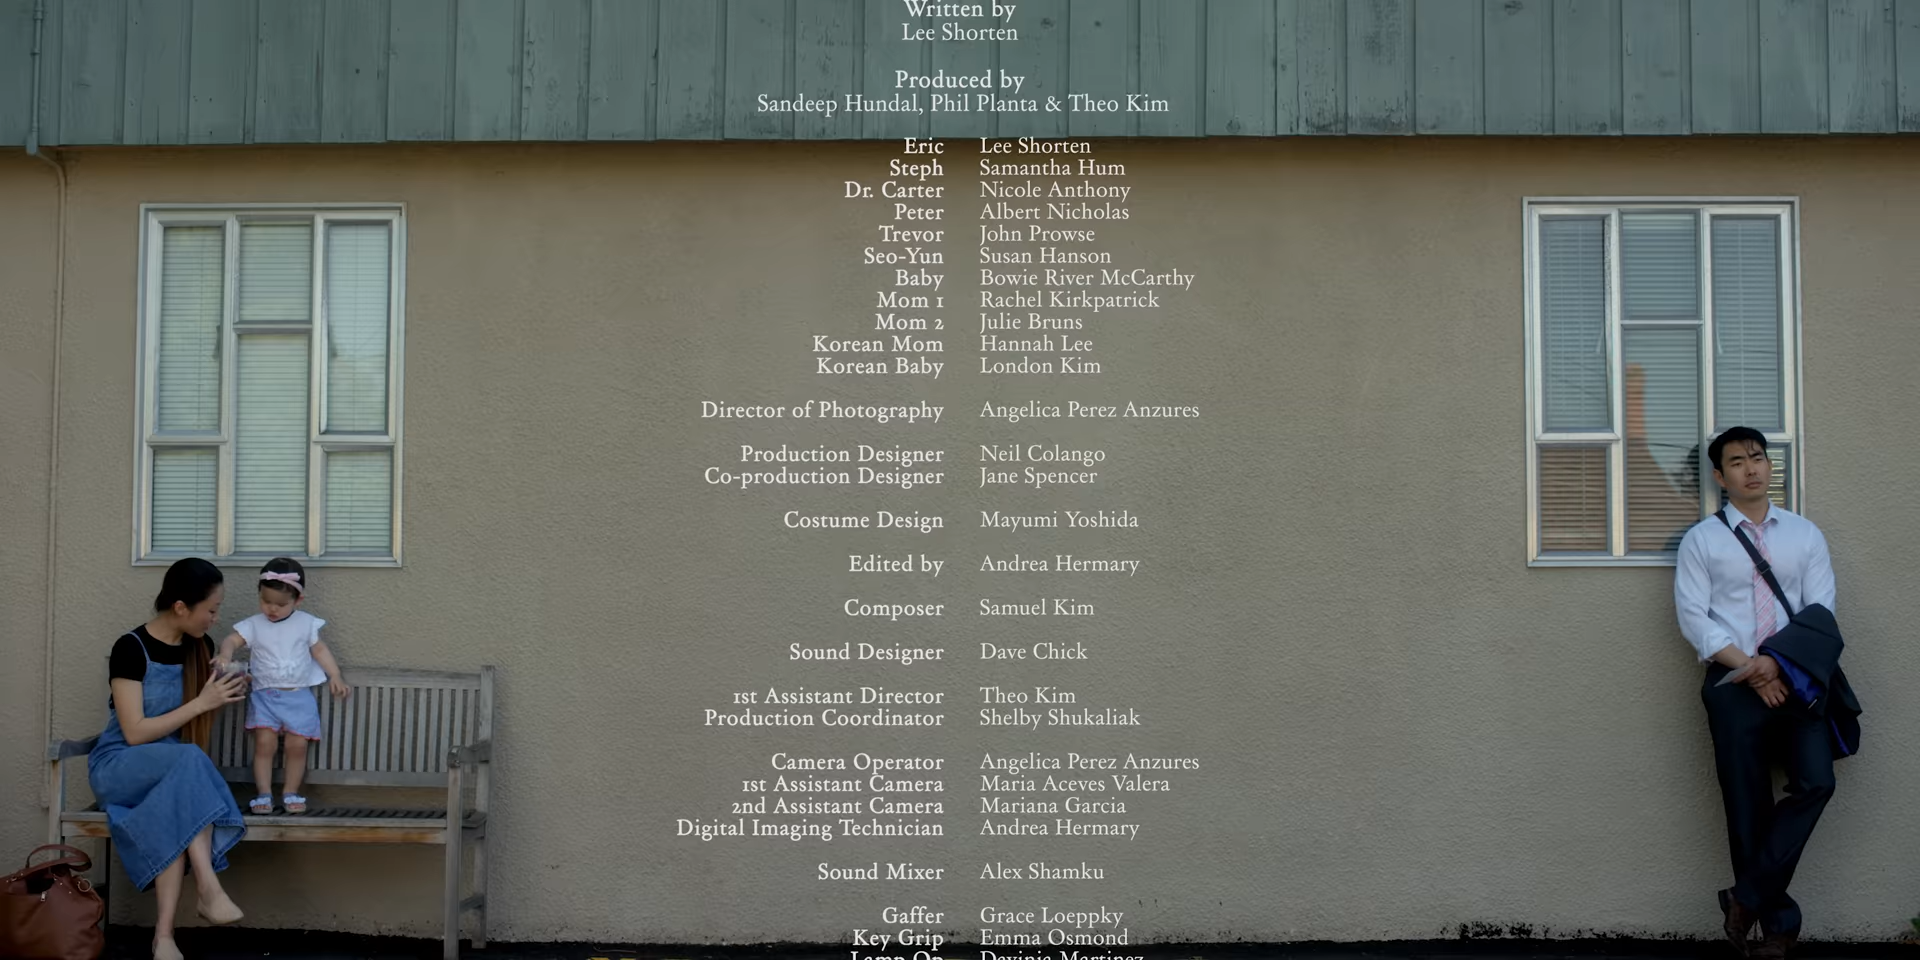 Written by
Lee Shorten
Produced by
Sandeep Hundal, Phil Planta & Theo Kim
Eric Lee Shorten
Steph Samantha Hum
Dr. Carter Nicole Anthony
Peter Albert Nicholas
Trevor John Prowse
Seo-Yun Susan Hanson
Baby Bowie River McCarthy
Mom 1 Rachel Kirkpatrick
Mom 2 Julie Bruns
Korean Mom Hannah Lee
Korean Baby London Kim
Director of Photography Angelica Perez Anzures
Production Designer Neil Colango
Co-production Designer Jane Spencer
Costume Design Mayumi Yoshida
Edited by Andrea Hermary
Composer Samuel Kim
Sound Designer Dave Chick
1st Assistant Director Theo Kim
Production Coordinator Shelby Shukaliak
Camera Operator Angelica Perez Anzures
1st Assistant Camera Maria Aceves Valera
2nd Assistant Camera Mariana Garcia
Digital Imaging Technician Andrea Hermary
Sound Mixer Alex Shamku
Gaffer Grace Loeppky
Key Grip Emma Osmond
Lamp Op Davinia Martinez